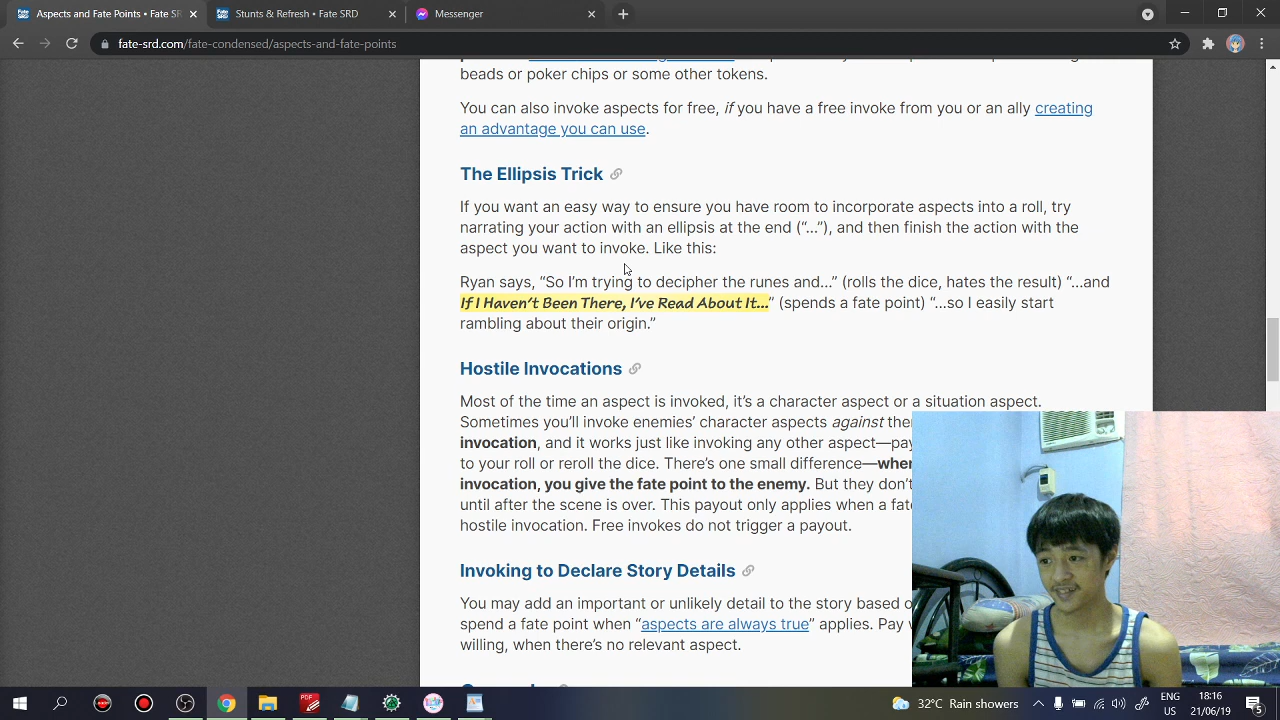 Aspects and Fate Points • Fate SR
Stunts & Refresh • Fate SRD
Messenger
fate-srd.com/fate-condensed/aspects-and-fate-points
beads or poker chips or some other tokens.
You can also invoke aspects for free, if you have a free invoke from you or an ally creating
an advantage you can use.
The Ellipsis Trick
If you want an easy way to ensure you have room to incorporate aspects into a roll, try
narrating your action with an ellipsis at the end (“…”), and then finish the action with the
aspect you want to invoke. Like this:
Ryan says, “So I’m trying to decipher the runes and…” (rolls the dice, hates the result) “…and
If I Haven’t Been There, I’ve Read About It…” (spends a fate point) “…so I easily start
rambling about their origin.”
Hostile Invocations
Most of the time an aspect is invoked, it’s a character aspect or a situation aspect.
Sometimes you’ll invoke enemies’ character aspects against the
invocation, and it works just like invoking any other aspect—pay
to your roll or reroll the dice. There’s one small difference—when
invocation, you give the fate point to the enemy. But they don’t
until after the scene is over. This payout only applies when a fate
hostile invocation. Free invokes do not trigger a payout.
Invoking to Declare Story Details
You may add an important or unlikely detail to the story based o
spend a fate point when “aspects are always true” applies. Pay
willing, when there’s no relevant aspect.
PDF
32°C Rain showers
ENG
US
18:16
21/06/19
5